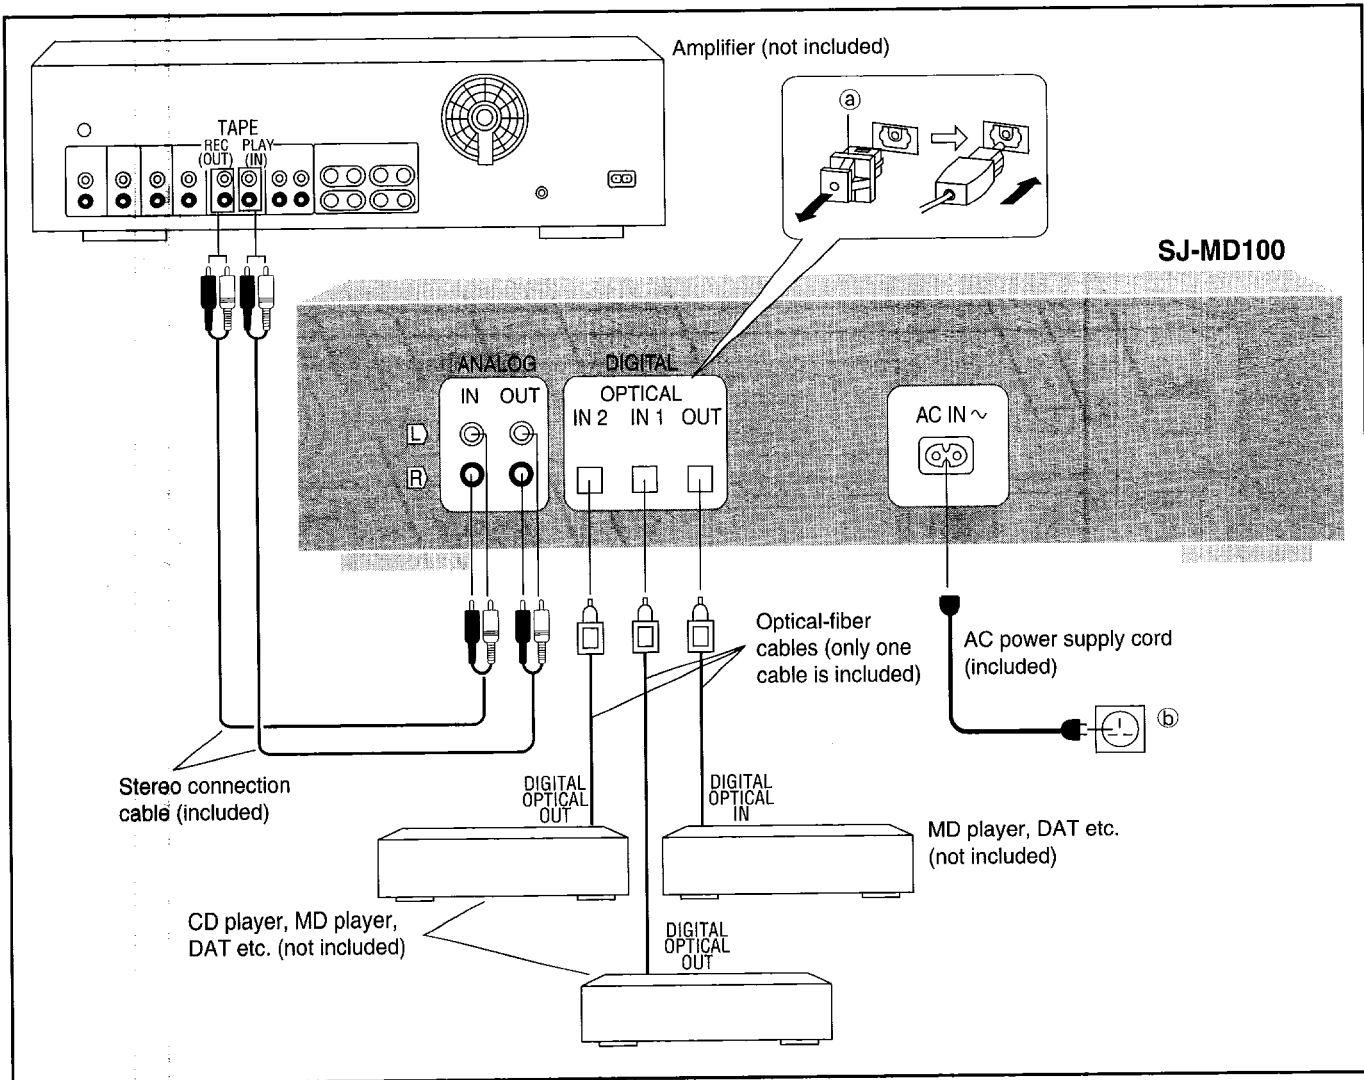 Amplifier (not included)
TAPE
REC PLAY
(OUT) (IN)
ⓐ
SJ-MD100
ANALOG
IN OUT
L
R
DIGITAL
OPTICAL
IN 2 IN 1 OUT
AC IN ~
Optical-fiber
cables (only one
cable is included)
AC power supply cord
(included)
ⓑ
Stereo connection
cable (included)
DIGITAL
OPTICAL
OUT
DIGITAL
OPTICAL
IN
MD player, DAT etc.
(not included)
CD player, MD player,
DAT etc. (not included)
DIGITAL
OPTICAL
OUT